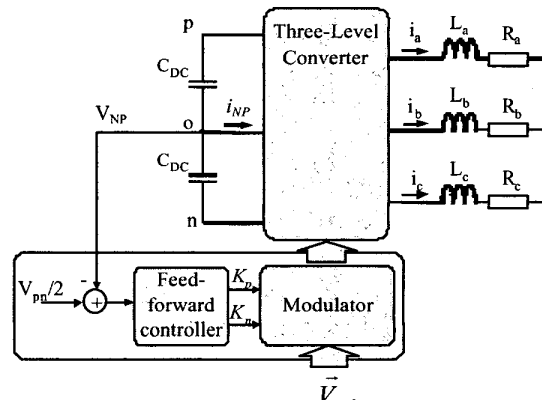 p
Three-Level
Converter
i_a
L_a
R_a
C_DC
V_NP
o
i_NP
i_b
L_b
R_b
C_DC
i_c
L_c
R_c
n
V_pn/2
-
+
Feed-
forward
controller
K_p
K_n
Modulator
V